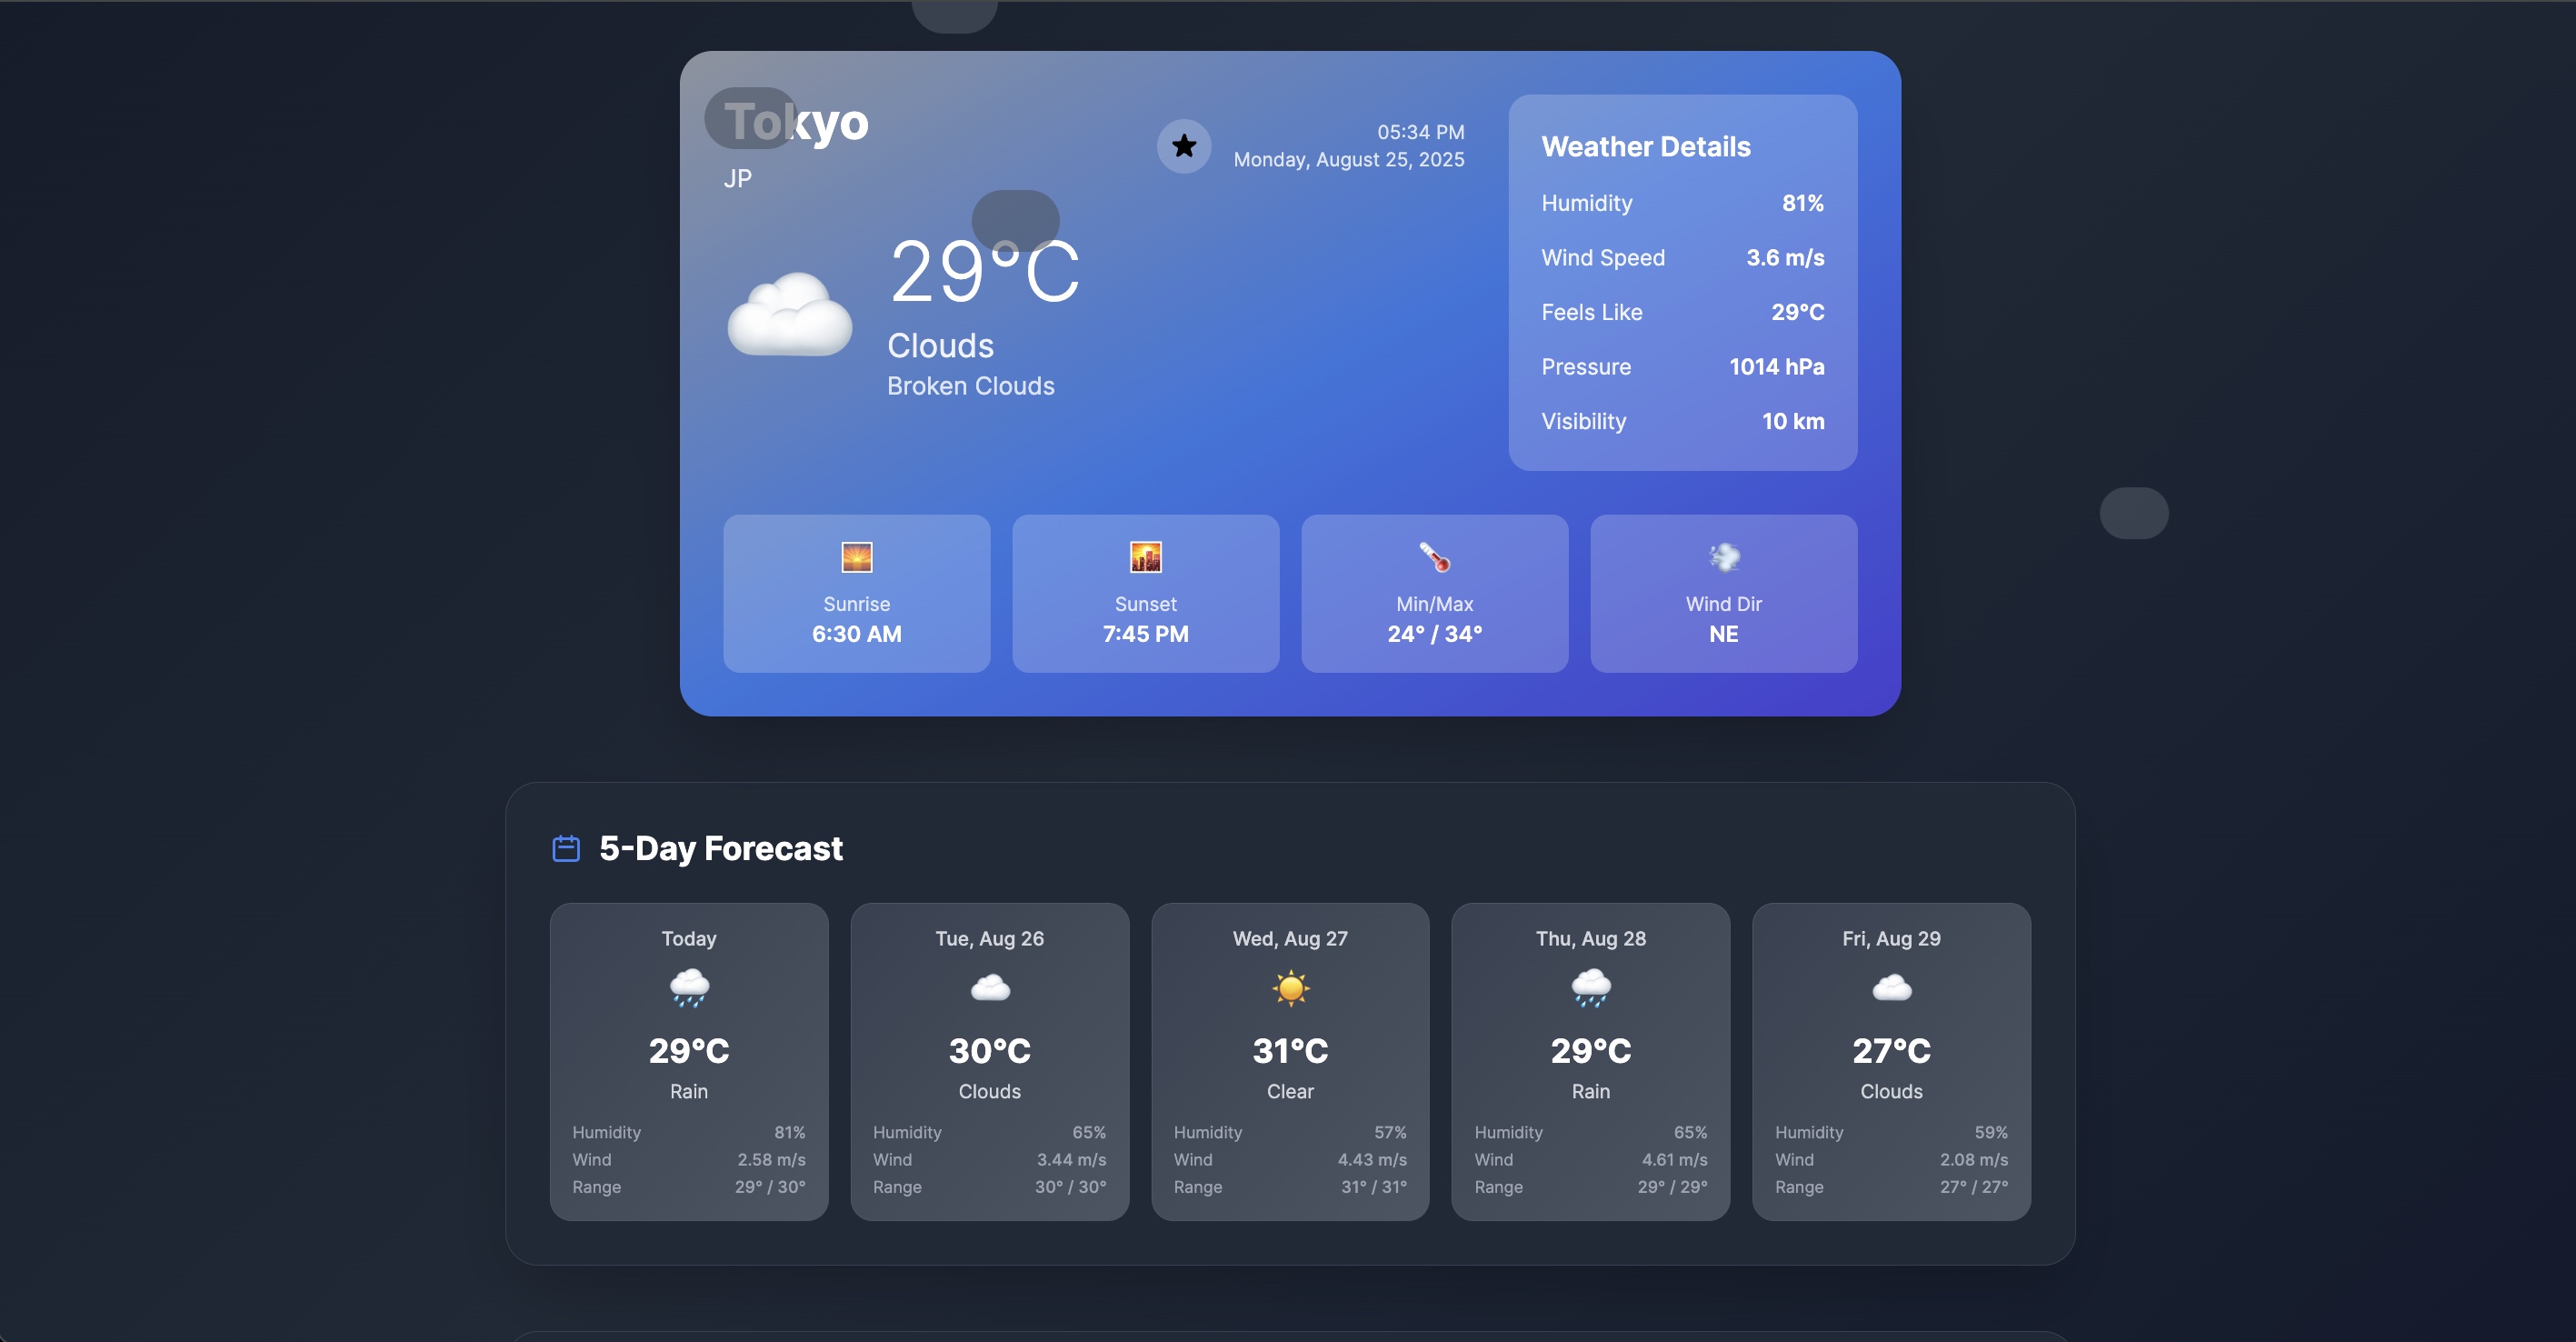 Tokyo
JP
05:34 PM
Monday, August 25, 2025
29°C
Clouds
Broken Clouds
Weather Details
Humidity 81%
Wind Speed 3.6 m/s
Feels Like 29°C
Pressure 1014 hPa
Visibility 10 km
Sunrise
6:30 AM
Sunset
7:45 PM
Min/Max
24° / 34°
Wind Dir
NE
5-Day Forecast
Today
29°C
Rain
Humidity 81%
Wind 2.58 m/s
Range 29° / 30°
Tue, Aug 26
30°C
Clouds
Humidity 65%
Wind 3.44 m/s
Range 30° / 30°
Wed, Aug 27
31°C
Clear
Humidity 57%
Wind 4.43 m/s
Range 31° / 31°
Thu, Aug 28
29°C
Rain
Humidity 65%
Wind 4.61 m/s
Range 29° / 29°
Fri, Aug 29
27°C
Clouds
Humidity 59%
Wind 2.08 m/s
Range 27° / 27°